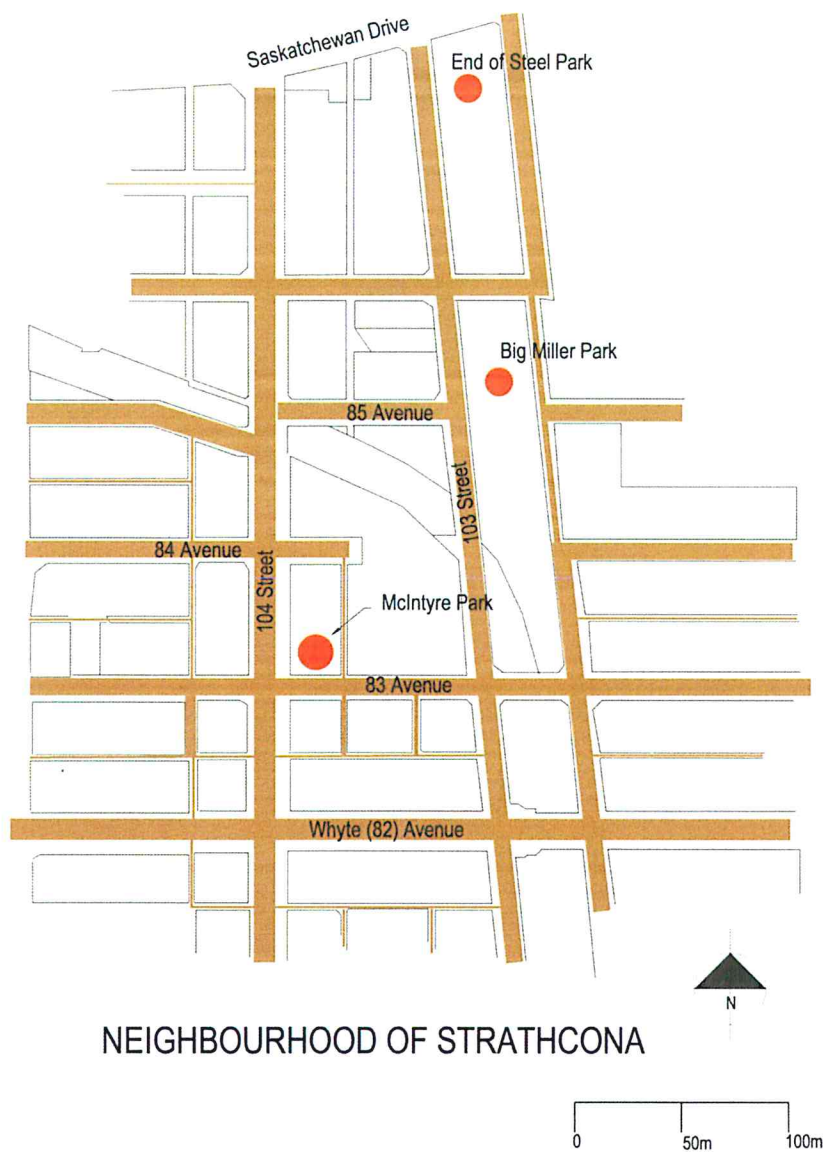 Saskatchewan Drive
End of Steel Park
Big Miller Park
85 Avenue
103 Street
84 Avenue
104 Street
McIntyre Park
83 Avenue
Whyte (82) Avenue
N
NEIGHBOURHOOD OF STRATHCONA
0 50m 100m